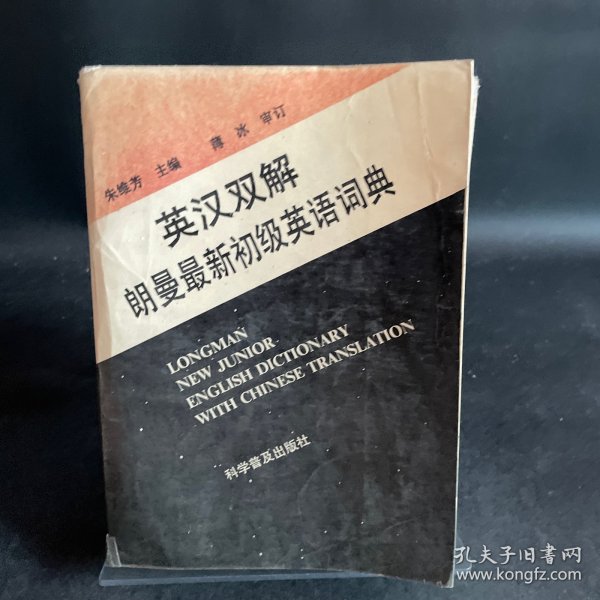 朱维芳 主编 薄冰 审订
英汉双解
朗曼最新初级英语词典
LONGMAN
NEW JUNIOR
ENGLISH DICTIONARY
WITH CHINESE TRANSLATION
科学普及出版社
孔夫子旧书网
www.kongfz.com